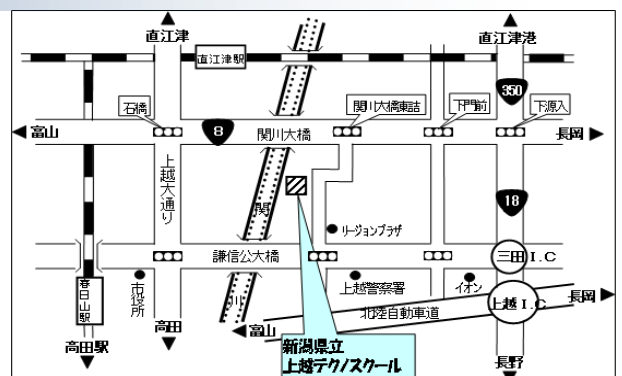 直江津
直江津港
直江津駅
350
石橋
関川大橋東詰
下門前
下源入
富山
8
関川大橋
長岡
上越大通り
18
関
リージョンプラザ
謙信公大橋
三田I.C
春日山駅
市役所
川
上越警察署
イオン
上越I.C
長岡
北陸自動車道
高田
富山
高田駅
新潟県立
上越テクノスクール
長野